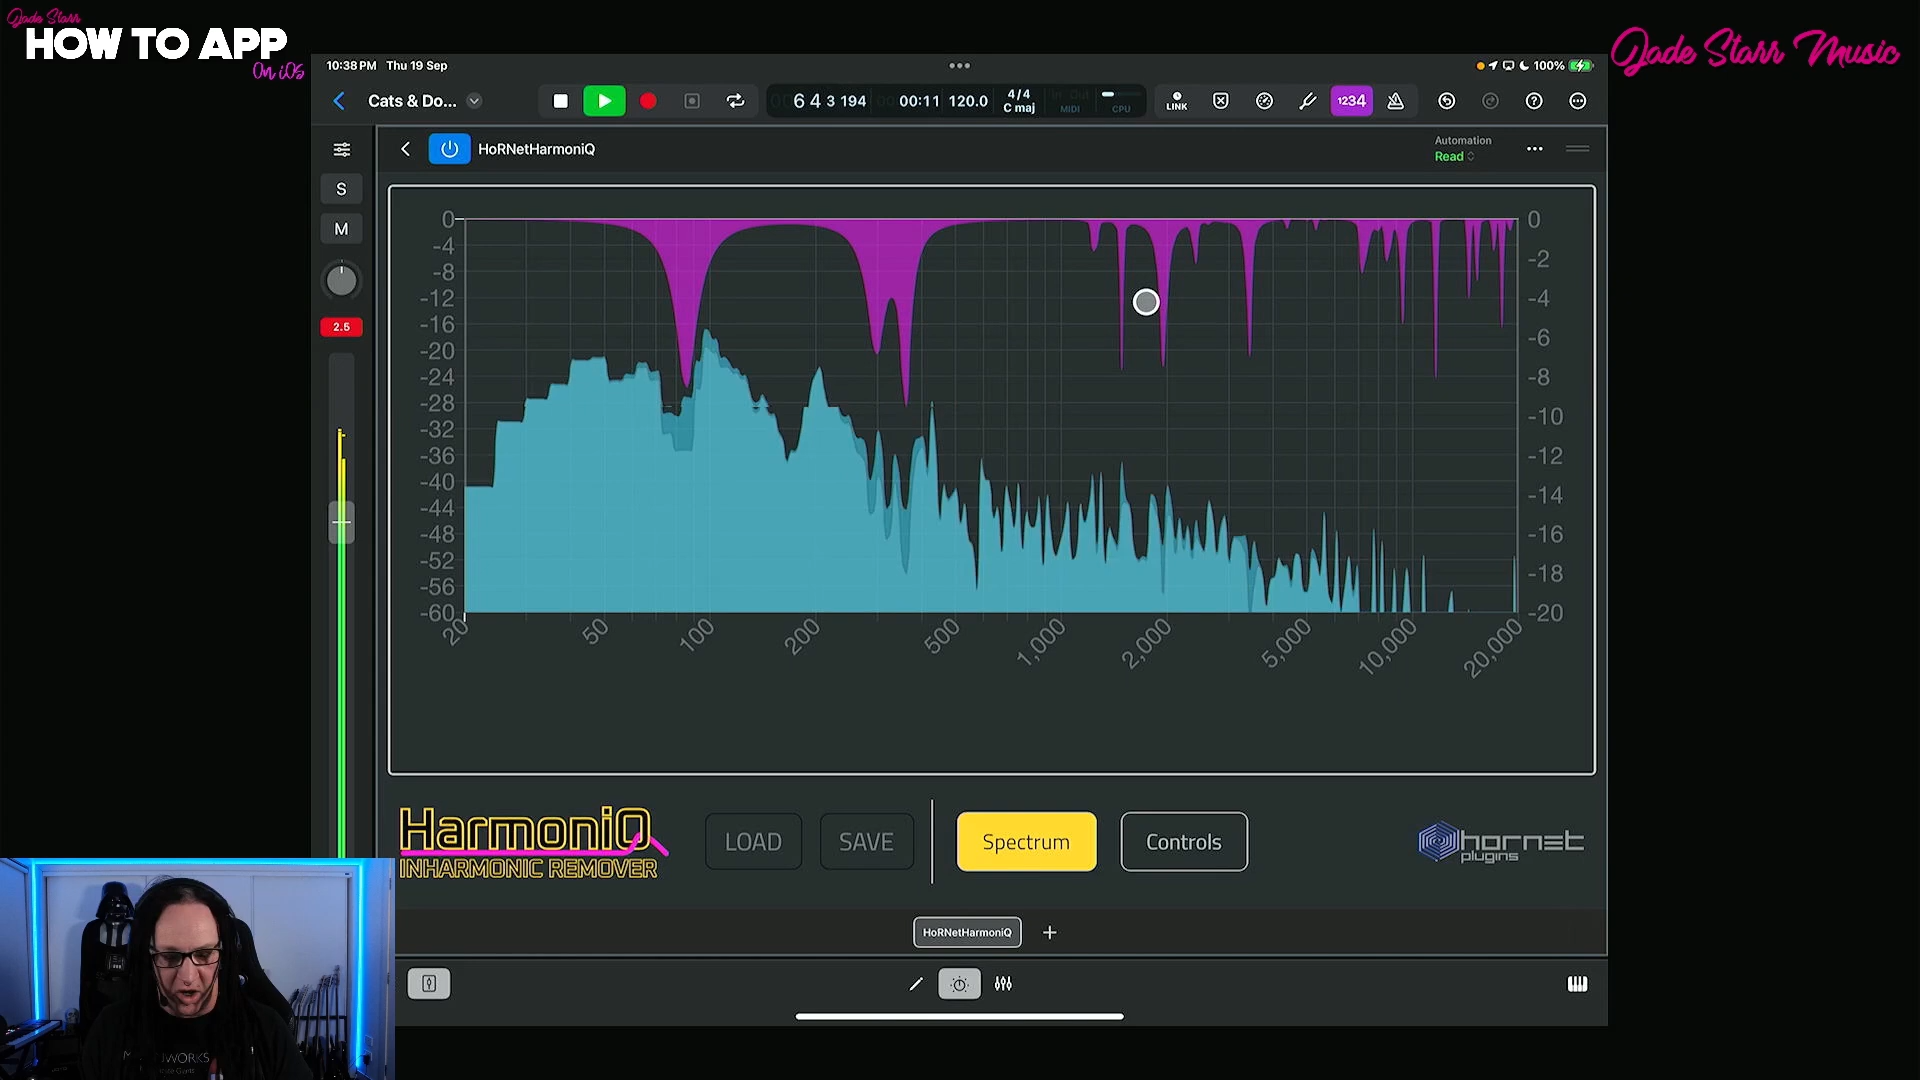 Jade Starr
HOW TO APP
On iOS
Jade Starr Music
10:38 PM Thu 19 Sep
100%
Cats & Do...
6 4 3 194
00:11
120.0
4/4
C maj
In Out
MIDI
CPU
LINK
1234
HoRNetHarmoniQ
Automation
Read
S
M
2.5
0
-4
-8
-12
-16
-20
-24
-28
-32
-36
-40
-44
-48
-52
-56
-60
0
-2
-4
-6
-8
-10
-12
-14
-16
-18
-20
20
50
100
200
500
1,000
2,000
5,000
10,000
20,000
HarmoniQ
INHARMONIC REMOVER
LOAD
SAVE
Spectrum
Controls
hornet
plugins
HoRNetHarmoniQ
+